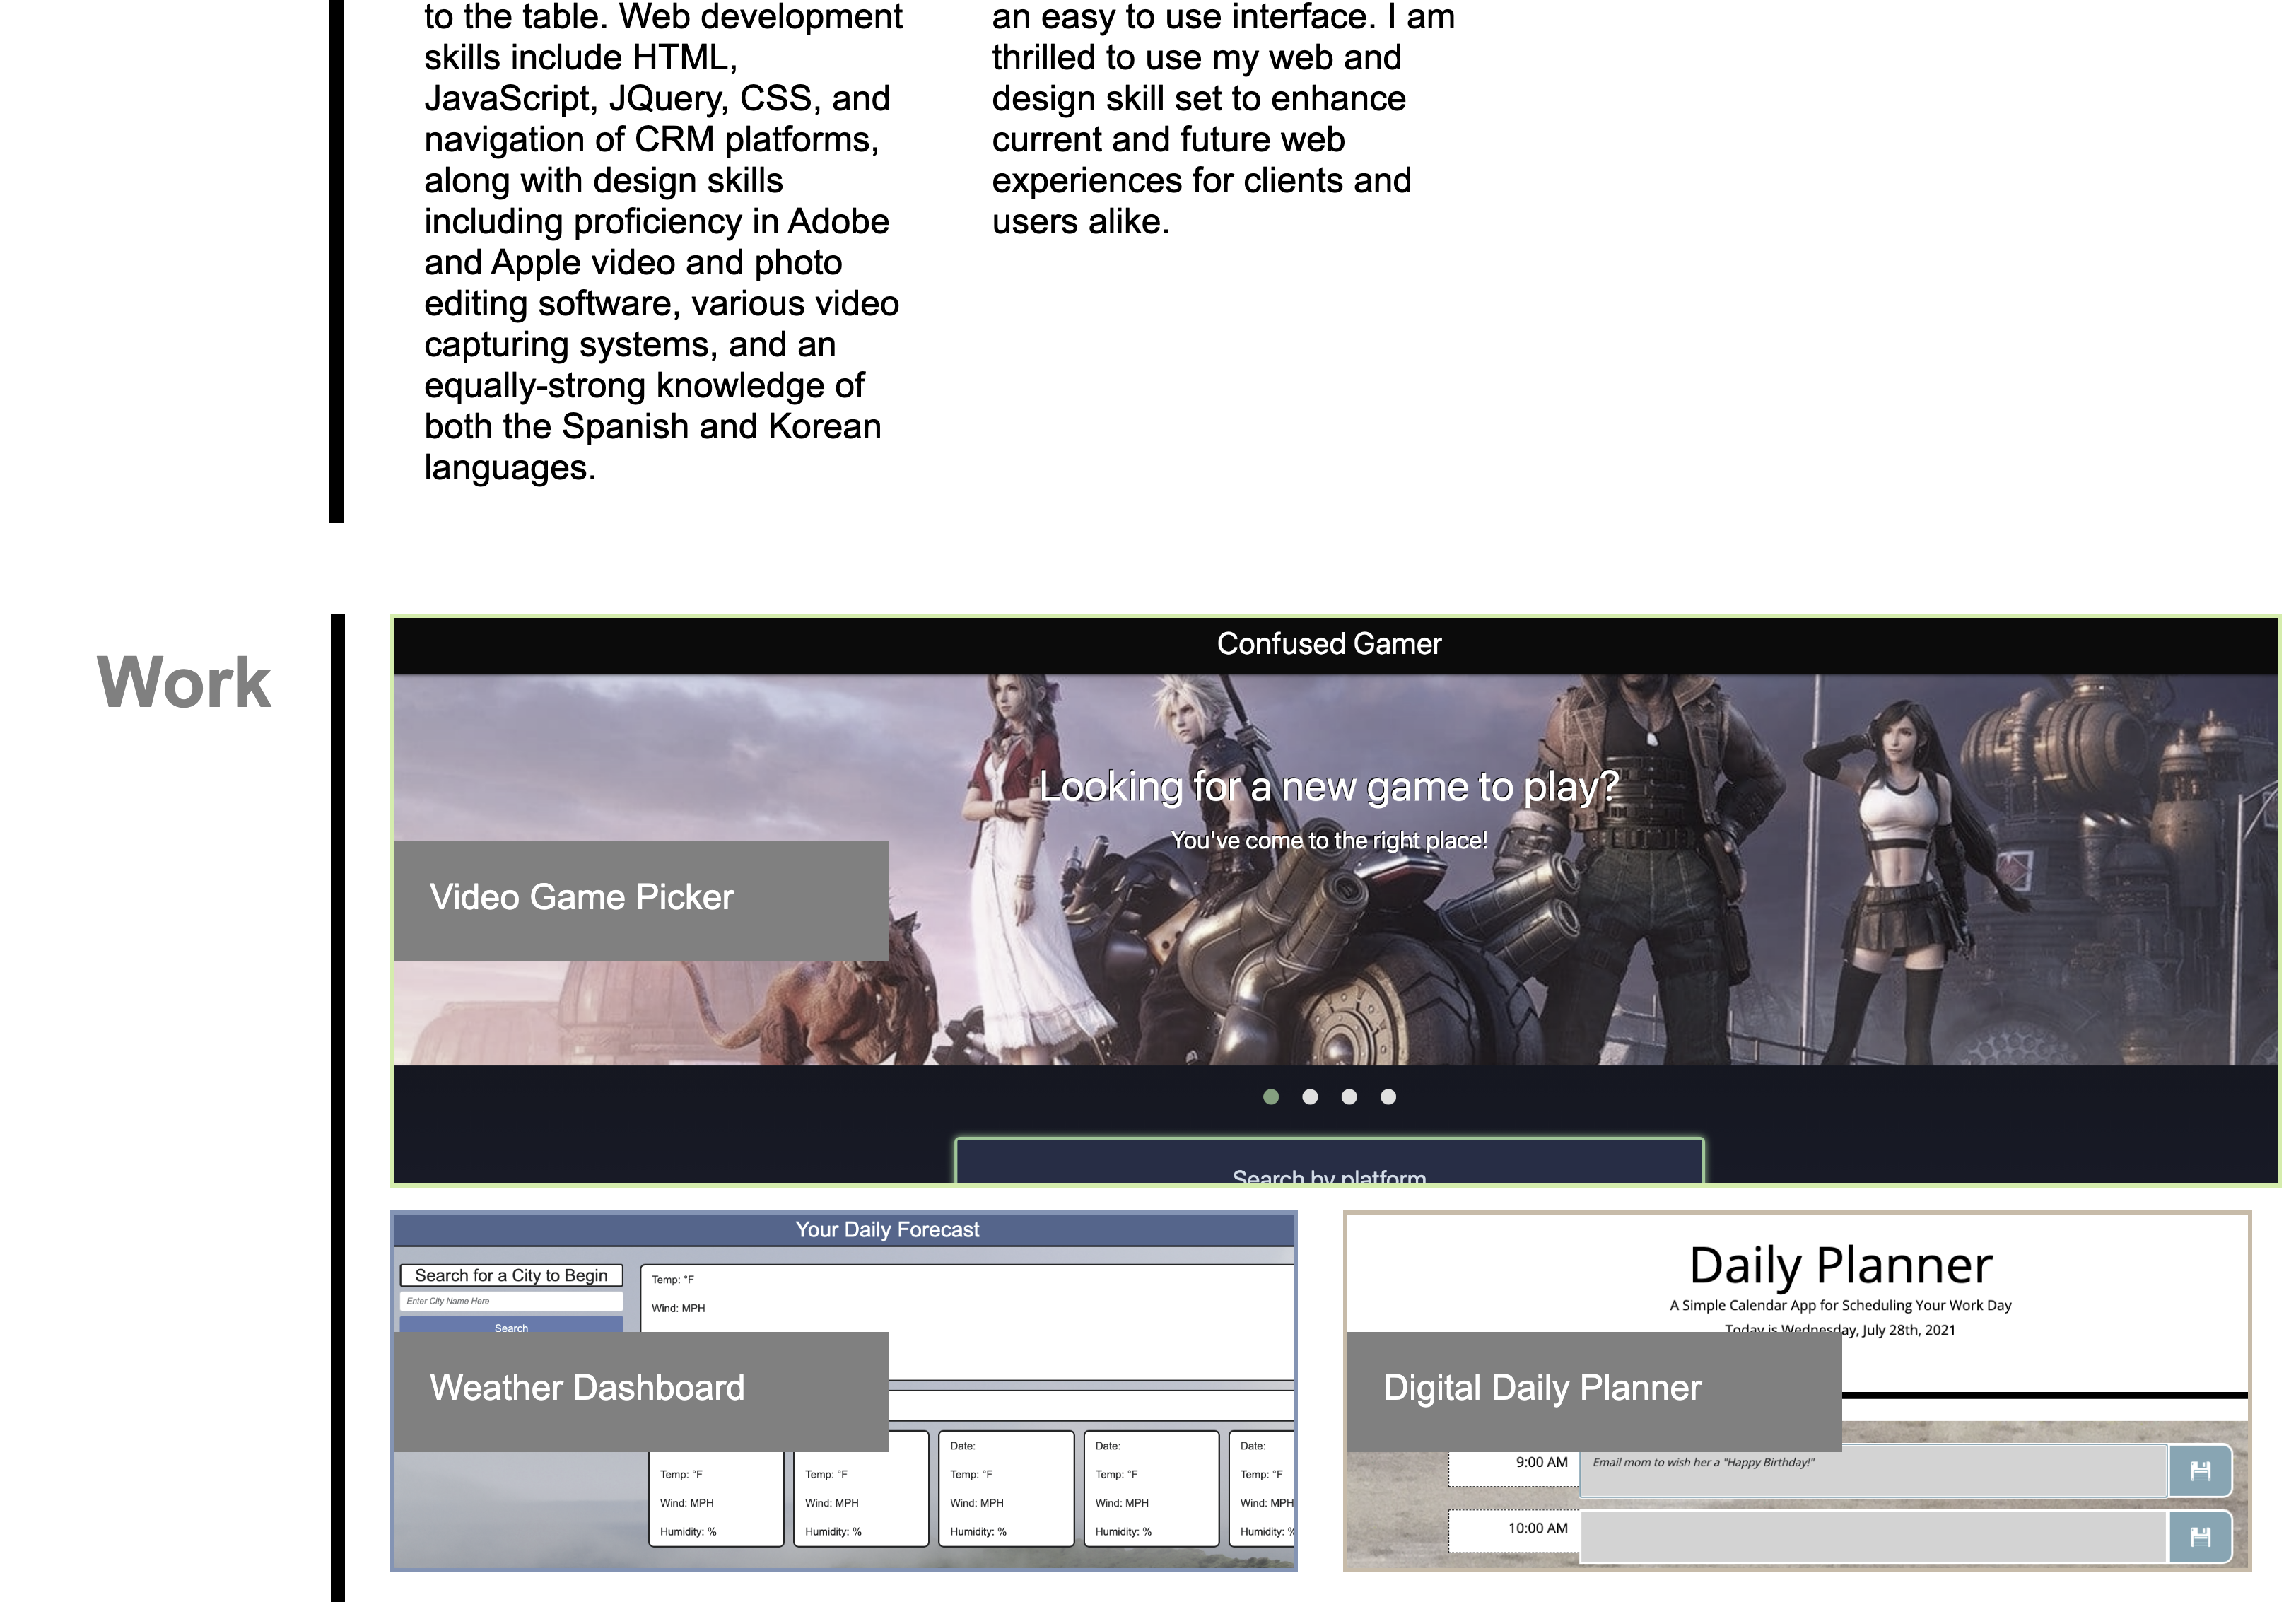 to the table. Web development
skills include HTML,
JavaScript, JQuery, CSS, and
navigation of CRM platforms,
along with design skills
including proficiency in Adobe
and Apple video and photo
editing software, various video
capturing systems, and an
equally-strong knowledge of
both the Spanish and Korean
languages.
an easy to use interface. I am
thrilled to use my web and
design skill set to enhance
current and future web
experiences for clients and
users alike.
Work
Confused Gamer
Looking for a new game to play?
You've come to the right place!
Video Game Picker
Search by platform
Your Daily Forecast
Search for a City to Begin
Enter City Name Here
Search
Temp: °F
Wind: MPH
Weather Dashboard
Temp: °F
Wind: MPH
Humidity: %
Temp: °F
Wind: MPH
Humidity: %
Date:
Temp: °F
Wind: MPH
Humidity: %
Date:
Temp: °F
Wind: MPH
Humidity: %
Date:
Temp: °F
Wind: MPH
Humidity: %
Daily Planner
A Simple Calendar App for Scheduling Your Work Day
Today is Wednesday, July 28th, 2021
Digital Daily Planner
9:00 AM
Email mom to wish her a "Happy Birthday!"
10:00 AM